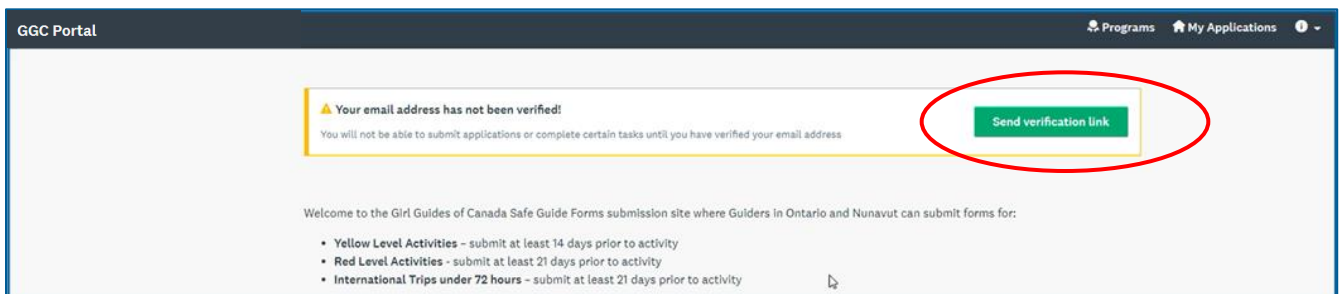 GGC Portal
Programs My Applications
Your email address has not been verified!
You will not be able to submit applications or complete certain tasks until you have verified your email address
Send verification link
Welcome to the Girl Guides of Canada Safe Guide Forms submission site where Guiders in Ontario and Nunavut can submit forms for:
• Yellow Level Activities – submit at least 14 days prior to activity
• Red Level Activities - submit at least 21 days prior to activity
• International Trips under 72 hours – submit at least 21 days prior to activity